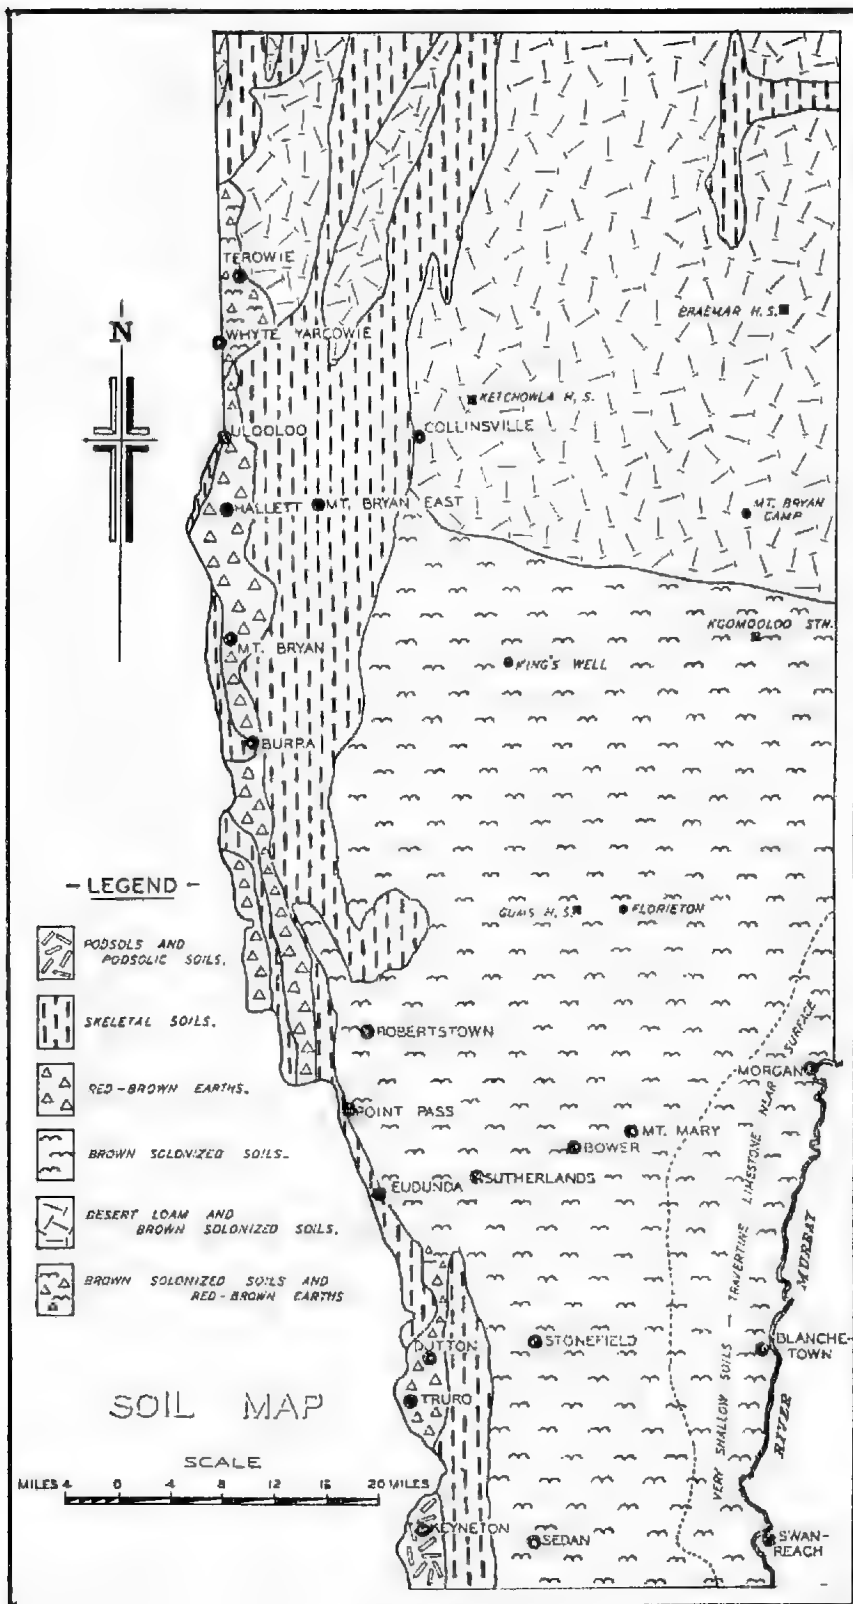 N
TEROWIE
WHYTE YARCOWIE
BRAEMAR H.S.
KETCHOWLA H.S.
ULOOLOO
COLLINSVILLE
HALLETT
MT. BRYAN EAST
MT. BRYAN
CAMP
KOOMOOLOO STN.
MT. BRYAN
KING'S WELL
BURRA
- LEGEND -
GUMS H.S.
FLORIETON
PODSOLS AND
PODSOLIC SOILS.
SKELETAL SOILS.
RED-BROWN EARTHS.
BROWN SOLONIZED SOILS.
DESERT LOAM AND
BROWN SOLONIZED SOILS.
BROWN SOLONIZED SOILS AND
RED-BROWN EARTHS
ROBERTSTOWN
MORGAN
POINT PASS
MT. MARY
BOWER
SUTHERLANDS
EUDUNDA
VERY SHALLOW SOILS — TRAVERTINE LIMESTONE NEAR SURFACE
RIVER MURRAY
DUTTON
STONEFIELD
BLANCHE-
TOWN
TRURO
SOIL MAP
SCALE
MILES 4 0 4 8 12 16 20 MILES
KEYNETON
SEDAN
SWAN-
REACH